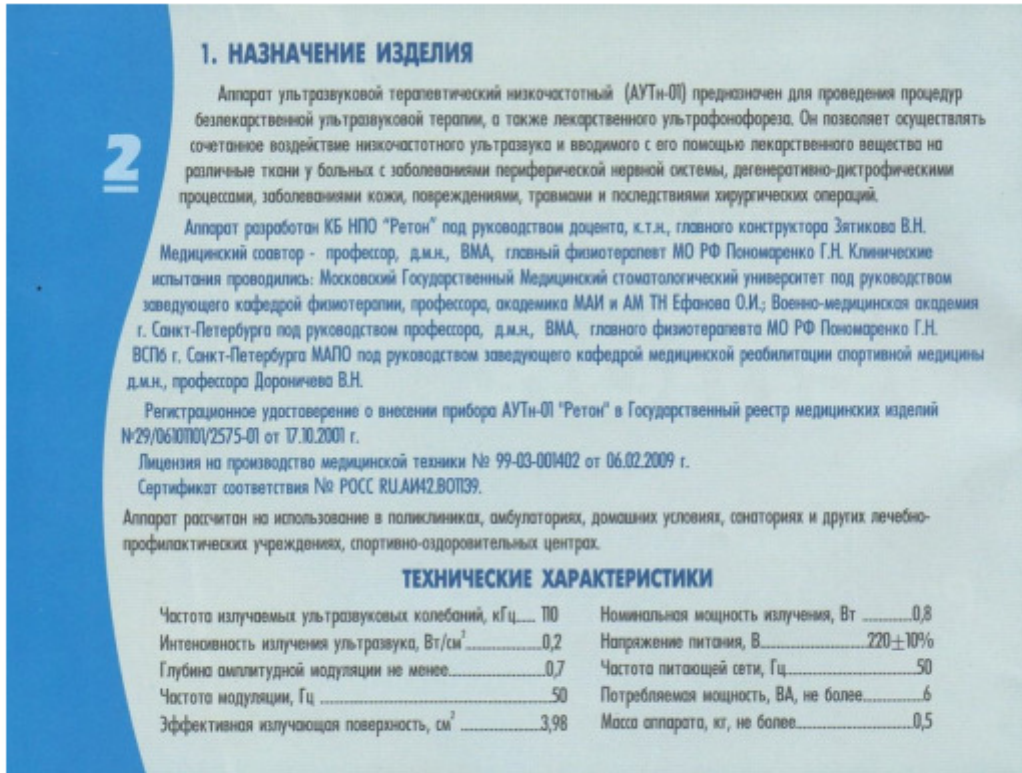 1. НАЗНАЧЕНИЕ ИЗДЕЛИЯ
Аппарат ультразвуковой терапевтический низкочастотный (АУТн-01) предназначен для проведения процедур
безлекарственной ультразвуковой терапии, а также лекарственного ультрафонофореза. Он позволяет осуществлять
сочетанное воздействие низкочастотного ультразвука и вводимого с его помощью лекарственного вещества на
различные ткани у больных с заболеваниями периферической нервной системы, дегенеративно-дистрофическими
процессами, заболеваниями кожи, повреждениями, травмами и последствиями хирургических операций.
2
Аппарат разработан КБ НПО "Ретон" под руководством доцента, к.т.н., главного конструктора Зятикова В.Н.
Медицинский соавтор - профессор, д.м.н., ВМА, главный физиотерапевт МО РФ Пономаренко Г.Н. Клинические
испытания проводились: Московский Государственный Медицинский стоматологический университет под руководством
заведующего кафедрой физиотерапии, профессора, академика МАИ и АМ ТН Ефанова О.И.; Военно-медицинская академия
г. Санкт-Петербурга под руководством профессора, д.м.н., ВМА, главного физиотерапевта МО РФ Пономаренко Г.Н.
ВСПб г. Санкт-Петербурга МАПО под руководством заведующего кафедрой медицинской реабилитации спортивной медицины
д.м.н., профессора Дороничева В.Н.
Регистрационное удостоверение о внесении прибора АУТн-01 "Ретон" в Государственный реестр медицинских изделий
№29/06101101/2575-01 от 17.10.2001 г.
Лицензия на производство медицинской техники № 99-03-001402 от 06.02.2009 г.
Сертификат соответствия № РОСС RU.АИ42.ВО1139.
Аппарат рассчитан на использование в поликлиниках, амбулаториях, домашних условиях, санаториях и других лечебно-
профилактических учреждениях, спортивно-оздоровительных центрах.
ТЕХНИЧЕСКИЕ ХАРАКТЕРИСТИКИ
Частота излучаемых ультразвуковых колебаний, кГц..... 110
Интенсивность излучения ультразвука, Вт/см²..................0,2
Глубина амплитудной модуляции не менее.......................0,7
Частота модуляции, Гц ..........................................50
Эффективная излучающая поверхность, см² ...................3,98
Номинальная мощность излучения, Вт ...........0,8
Напряжение питания, В......................220±10%
Частота питающей сети, Гц...........................50
Потребляемая мощность, ВА, не более.............6
Масса аппарата, кг, не более.........................0,5